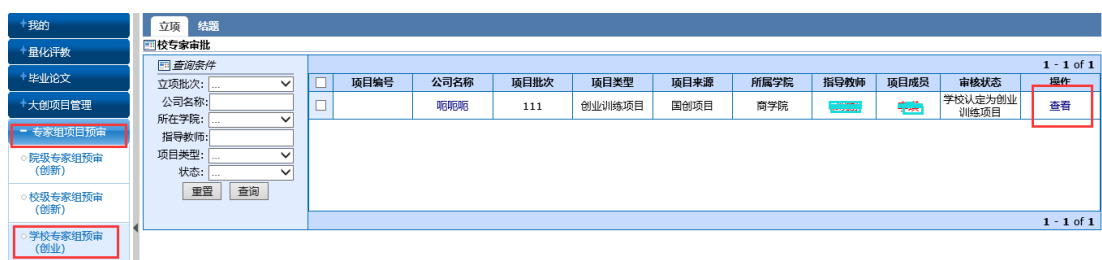 +我的
+量化评教
+毕业论文
+大创项目管理
- 专家组项目预审
○院级专家组预审
(创新)
○校级专家组预审
(创新)
○学校专家组预审
(创业)
立项 结题
校专家审批
查询条件
立项批次: ...
公司名称:
所在学院: ...
指导教师:
项目类型: ...
状态: ...
重置 查询
1 - 1 of 1
项目编号 公司名称 项目批次 项目类型 项目来源 所属学院 指导教师 项目成员 审核状态 操作
呃呃呃 111 创业训练项目 国创项目 商学院 学校认定为创业 查看
训练项目
1 - 1 of 1